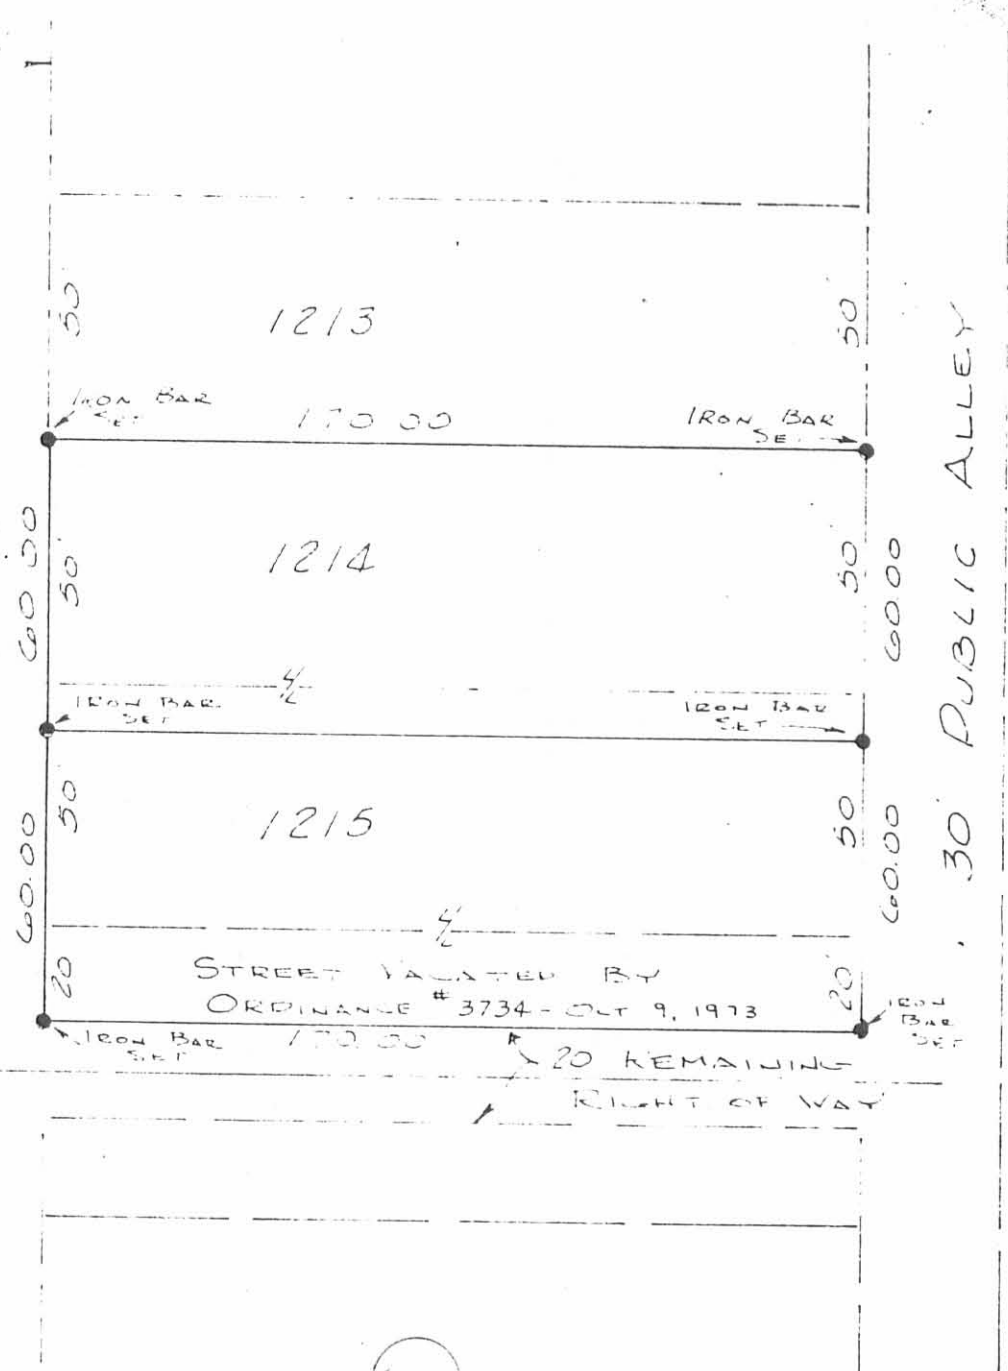 50'
1213
50'
IRON BAR
SET
170.00
IRON BAR
SET
60.00
50'
1214
50
60.00
30' PUBLIC ALLEY
IRON BAR
SET
IRON BAR
SET
60.00
50'
1215
50
60.00
20'
STREET VACATED BY
ORDINANCE #3734 - OCT 9, 1973
20'
IRON
BAR
SET
IRON BAR
SET
170.00
20 REMAINING
RIGHT OF WAY